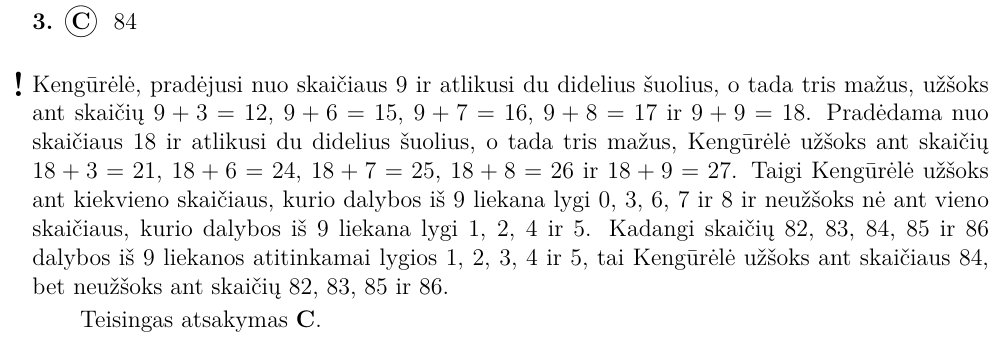 3. C 84
! Kengūrėlė, pradėjusi nuo skaičiaus 9 ir atlikusi du didelius šuolius, o tada tris mažus, užšoks
ant skaičių 9 + 3 = 12, 9 + 6 = 15, 9 + 7 = 16, 9 + 8 = 17 ir 9 + 9 = 18. Pradėdama nuo
skaičiaus 18 ir atlikusi du didelius šuolius, o tada tris mažus, Kengūrėlė užšoks ant skaičių
18 + 3 = 21, 18 + 6 = 24, 18 + 7 = 25, 18 + 8 = 26 ir 18 + 9 = 27. Taigi Kengūrėlė užšoks
ant kiekvieno skaičiaus, kurio dalybos iš 9 liekana lygi 0, 3, 6, 7 ir 8 ir neužšoks nė ant vieno
skaičiaus, kurio dalybos iš 9 liekana lygi 1, 2, 4 ir 5. Kadangi skaičių 82, 83, 84, 85 ir 86
dalybos iš 9 liekanos atitinkamai lygios 1, 2, 3, 4 ir 5, tai Kengūrėlė užšoks ant skaičiaus 84,
bet neužšoks ant skaičių 82, 83, 85 ir 86.
Teisingas atsakymas C.